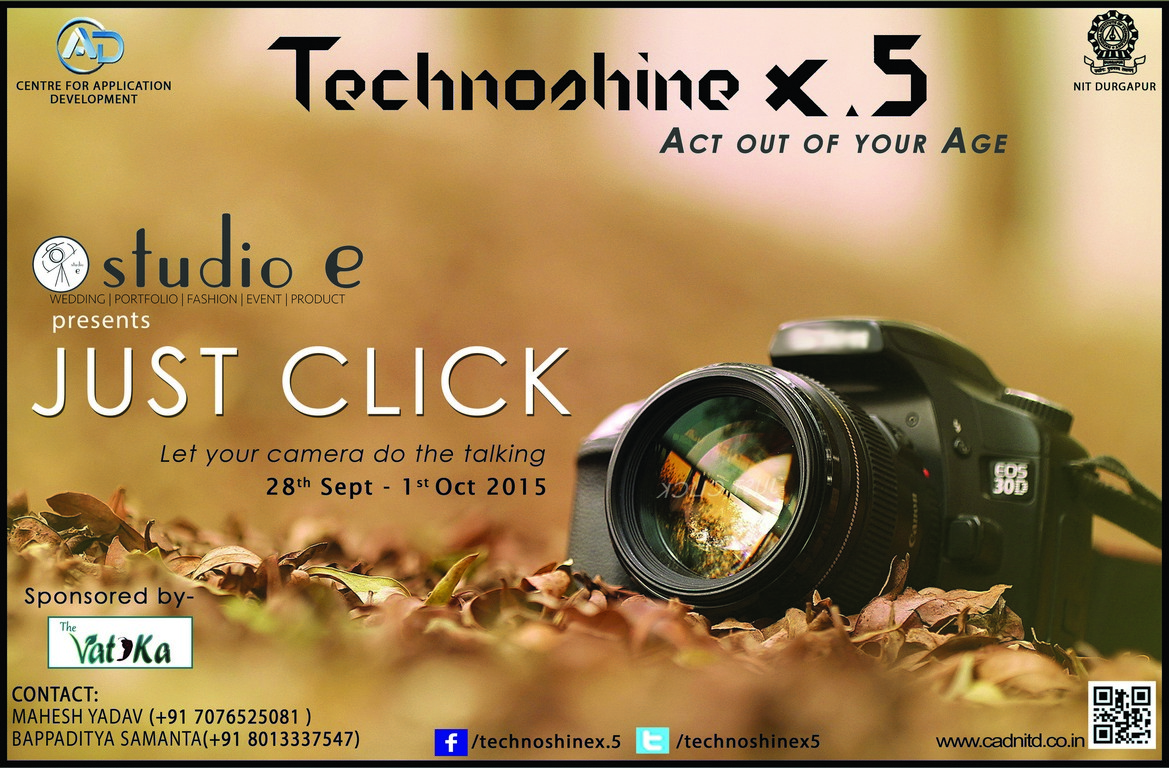 AD
CENTRE FOR APPLICATION
DEVELOPMENT
Technoshine x.5
ACT OUT OF YOUR AGE
NIT DURGAPUR
studio e
WEDDING | PORTFOLIO | FASHION | EVENT | PRODUCT
presents
JUST CLICK
Let your camera do the talking
28th Sept - 1st Oct 2015
EOS
30D
Sponsored by-
The
Vatika
CONTACT:
MAHESH YADAV (+91 7076525081 )
BAPPADITYA SAMANTA(+91 8013337547)
f /technoshinex.5
/technoshinex5
www.cadnitd.co.in